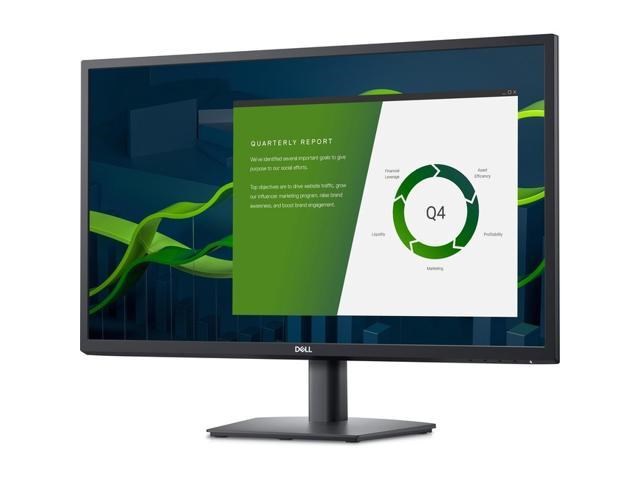 QUARTERLY REPORT
We've identified several important goals to give
purpose to our social efforts.
Top objectives are to drive website traffic, grow
our influencer marketing program, raise brand
awareness, and boost brand engagement.
Financial
Leverage
Asset
Efficiency
Q4
Liquidity
Profitability
Marketing
DELL